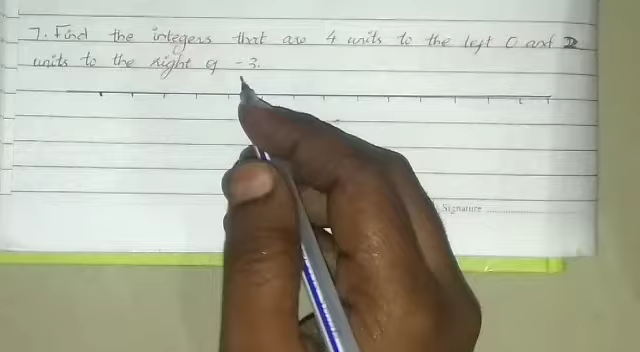 7. Find the integers that are 4 units to the left 0 and 2
units to the right of -3.
Signature